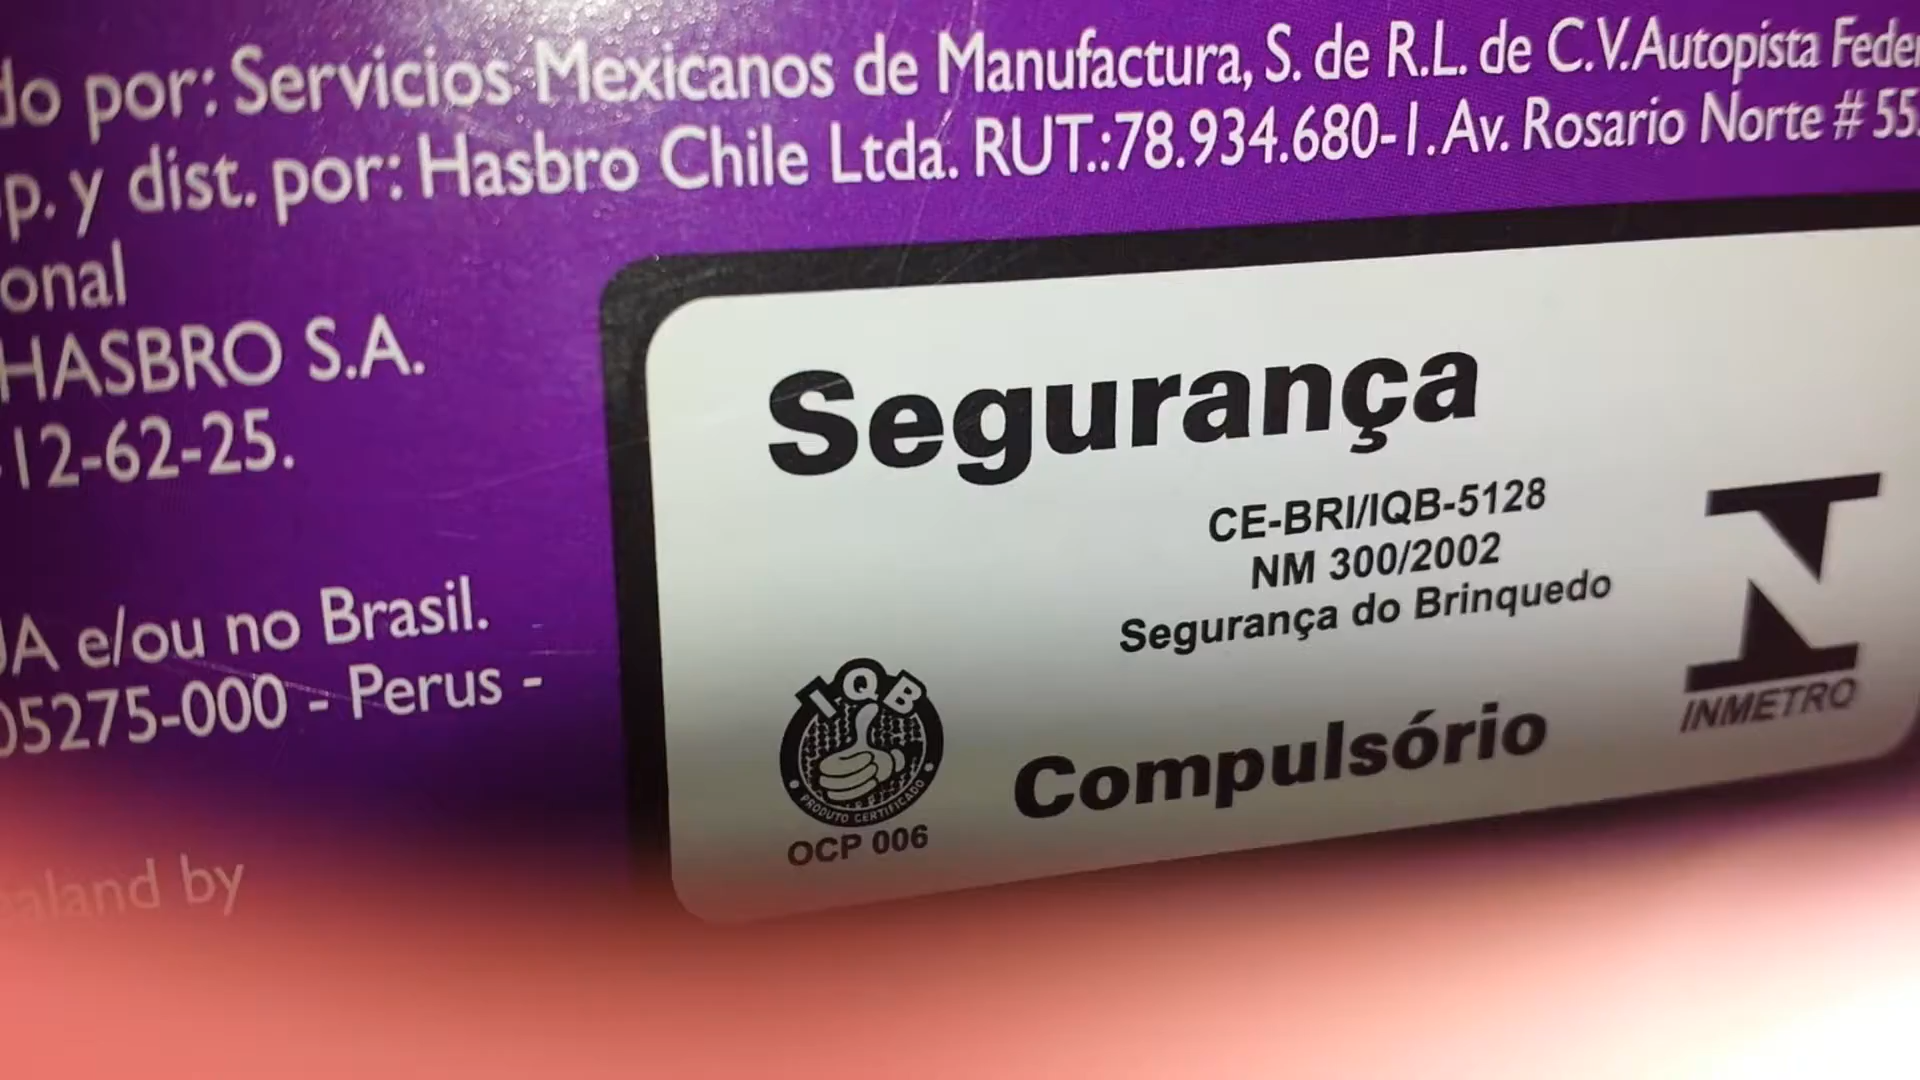 do por: Servicios Mexicanos de Manufactura, S. de R.L. de C.V.Autopista Feder
p. y dist. por: Hasbro Chile Ltda. RUT.:78.934.680-1.Av. Rosario Norte # 55
onal
HASBRO S.A.
12-62-25.
A e/ou no Brasil.
05275-000 - Perus -
aland by
Segurança
CE-BRI/IQB-5128
NM 300/2002
Segurança do Brinquedo
INMETRO
IQB
PRODUTO CERTIFICADO
OCP 006
Compulsório